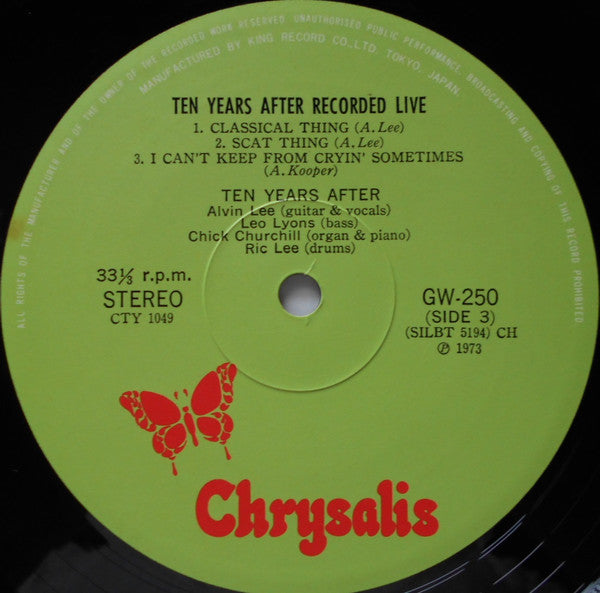 ALL RIGHTS OF THE MANUFACTURER AND OF THE OWNER OF THE RECORDED WORK RESERVED. UNAUTHORISED PUBLIC PERFORMANCE, BROADCASTING AND COPYING OF THIS RECORD PROHIBITED
MANUFACTURED BY KING RECORD CO., LTD. TOKYO, JAPAN.
TEN YEARS AFTER RECORDED LIVE
1. CLASSICAL THING (A. Lee)
2. SCAT THING (A. Lee)
3. I CAN'T KEEP FROM CRYIN' SOMETIMES
(A. Kooper)
TEN YEARS AFTER
Alvin Lee (guitar & vocals)
Leo Lyons (bass)
Chick Churchill (organ & piano)
Ric Lee (drums)
33⅓ r.p.m.
STEREO
CTY 1049
GW-250
(SIDE 3)
(SILBT 5194) CH
℗ 1973
Chrysalis